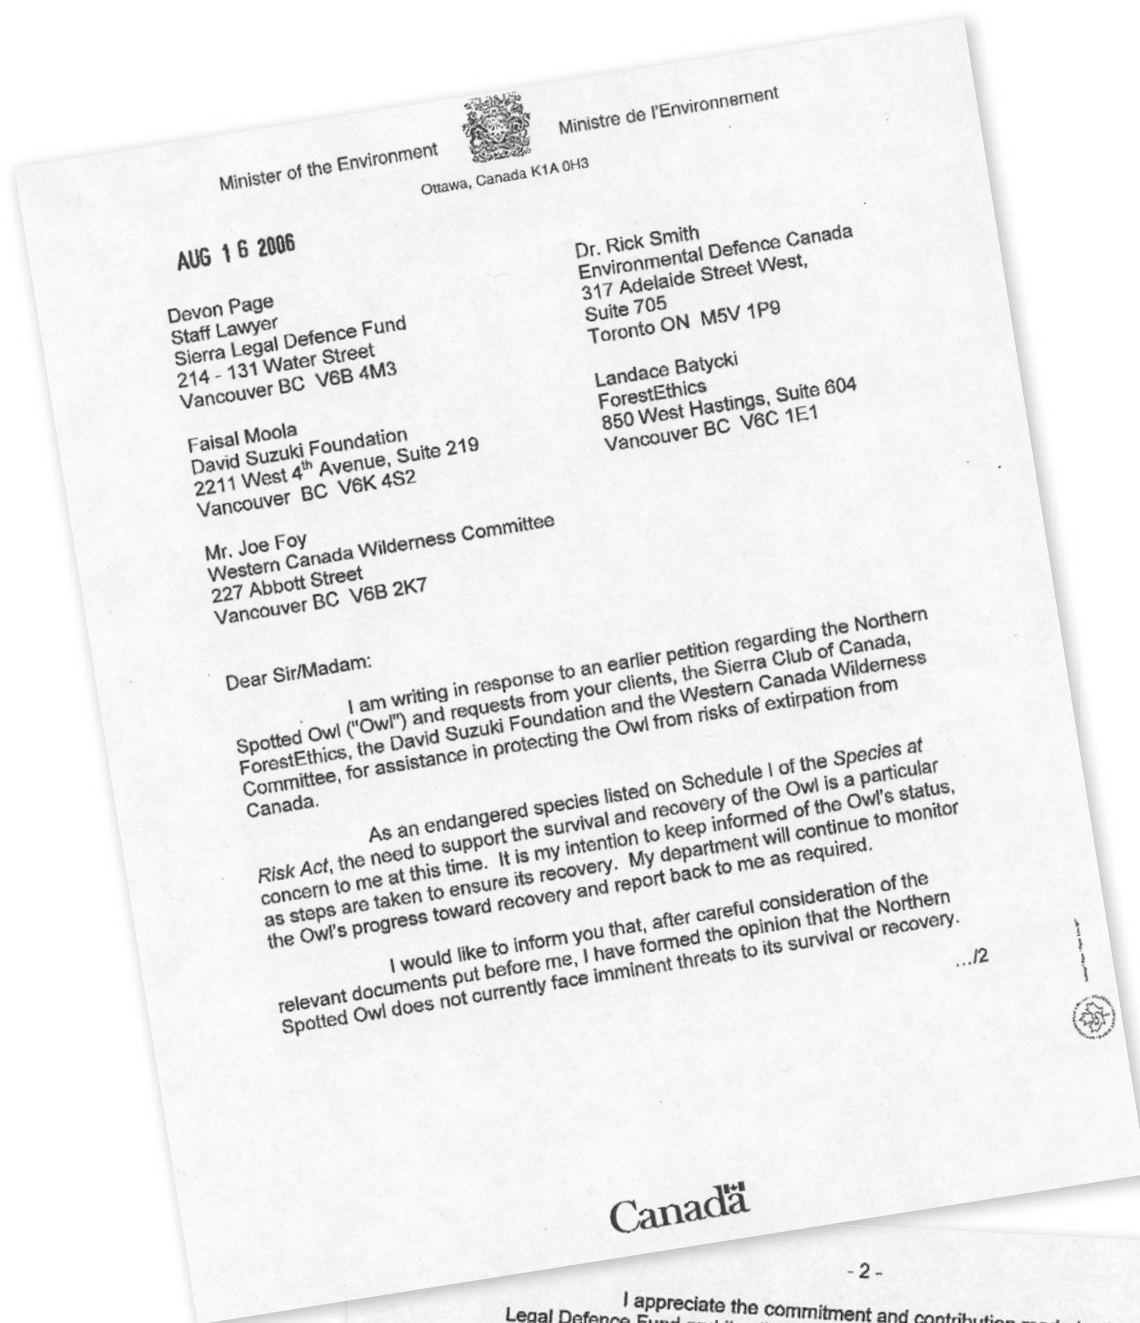 Minister of the Environment
Ministre de l'Environnement
Ottawa, Canada K1A 0H3
AUG 16 2006
Devon Page
Staff Lawyer
Sierra Legal Defence Fund
214 - 131 Water Street
Vancouver BC V6B 4M3
Faisal Moola
David Suzuki Foundation
2211 West 4th Avenue, Suite 219
Vancouver BC V6K 4S2
Mr. Joe Foy
Western Canada Wilderness Committee
227 Abbott Street
Vancouver BC V6B 2K7
Dr. Rick Smith
Environmental Defence Canada
317 Adelaide Street West,
Suite 705
Toronto ON M5V 1P9
Landace Batycki
ForestEthics
850 West Hastings, Suite 604
Vancouver BC V6C 1E1
Dear Sir/Madam:
I am writing in response to an earlier petition regarding the Northern
Spotted Owl ("Owl") and requests from your clients, the Sierra Club of Canada,
ForestEthics, the David Suzuki Foundation and the Western Canada Wilderness
Committee, for assistance in protecting the Owl from risks of extirpation from
Canada.
As an endangered species listed on Schedule I of the Species at
Risk Act, the need to support the survival and recovery of the Owl is a particular
concern to me at this time. It is my intention to keep informed of the Owl's status,
as steps are taken to ensure its recovery. My department will continue to monitor
the Owl's progress toward recovery and report back to me as required.
I would like to inform you that, after careful consideration of the
relevant documents put before me, I have formed the opinion that the Northern
Spotted Owl does not currently face imminent threats to its survival or recovery.
.../2
Canada
- 2 -
I appreciate the commitment and contribution
Legal Defence Fund